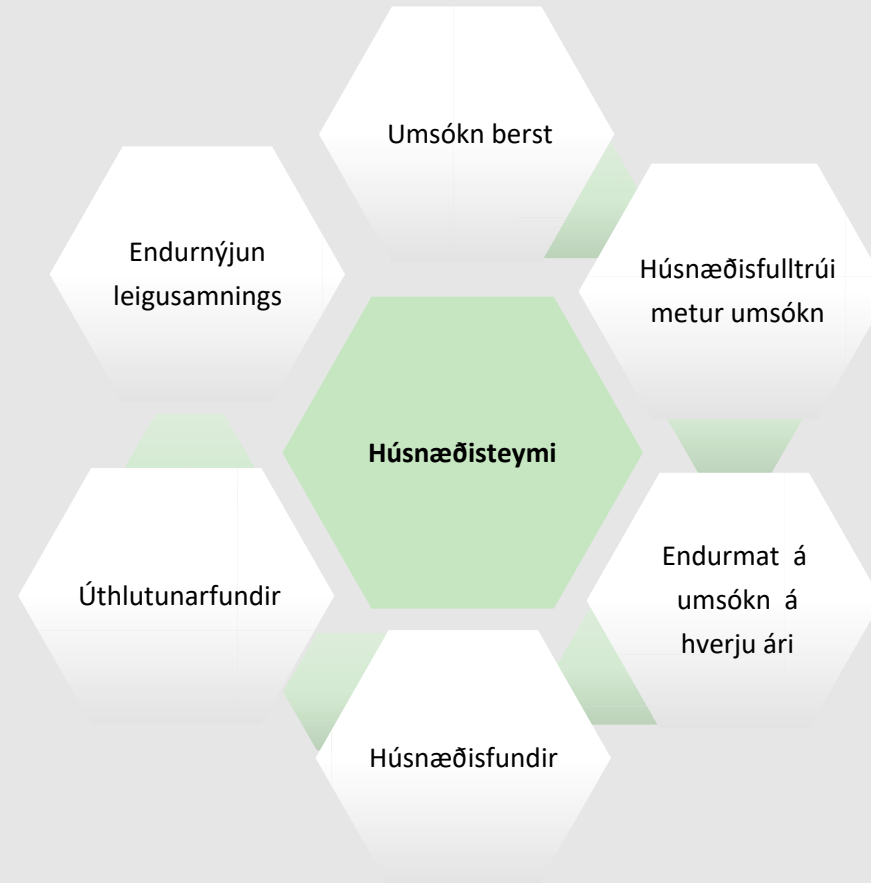 Umsókn berst
Húsnæðisfulltrúi
metur umsókn
Endurmat á
umsókn á
hverju ári
Húsnæðisfundir
Úthlutunarfundir
Endurnýjun
leigusamnings
Húsnæðisteymi